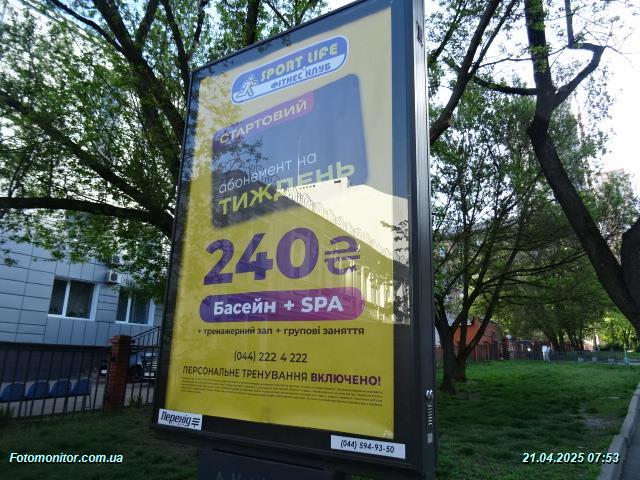 SPORT LIFE
ФІТНЕС КЛУБ
СТАРТОВИЙ
абонемент на
ТИЖДЕНЬ
240₴
Басейн + SPA
+ тренажерний зал + групові заняття
(044) 222 4 222
ПЕРСОНАЛЬНЕ ТРЕНУВАННЯ ВКЛЮЧЕНО!
Перехід
(044) 594-93-50
Fotomonitor.com.ua
21.04.2025 07:53